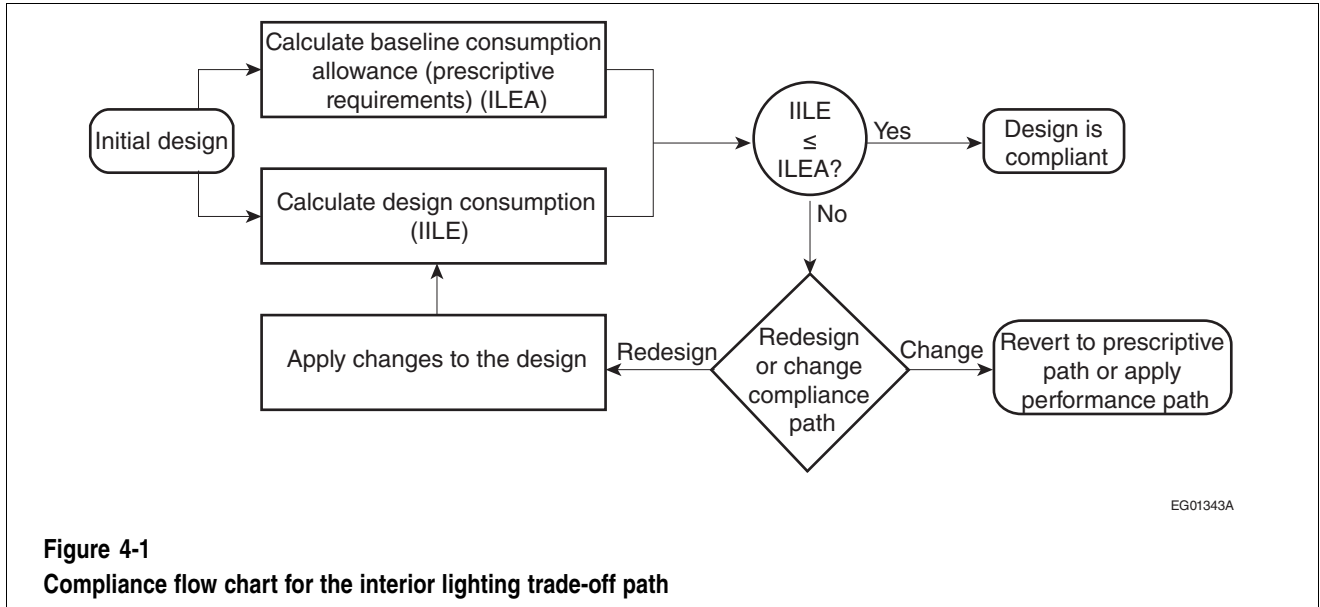 Calculate baseline consumption
allowance (prescriptive
requirements) (ILEA)
Initial design
Calculate design consumption
(IILE)
IILE
≤
ILEA?
Yes
Design is
compliant
No
Apply changes to the design
Redesign
Redesign
or change
compliance
path
Change
Revert to prescriptive
path or apply
performance path
EG01343A
Figure 4-1
Compliance flow chart for the interior lighting trade-off path